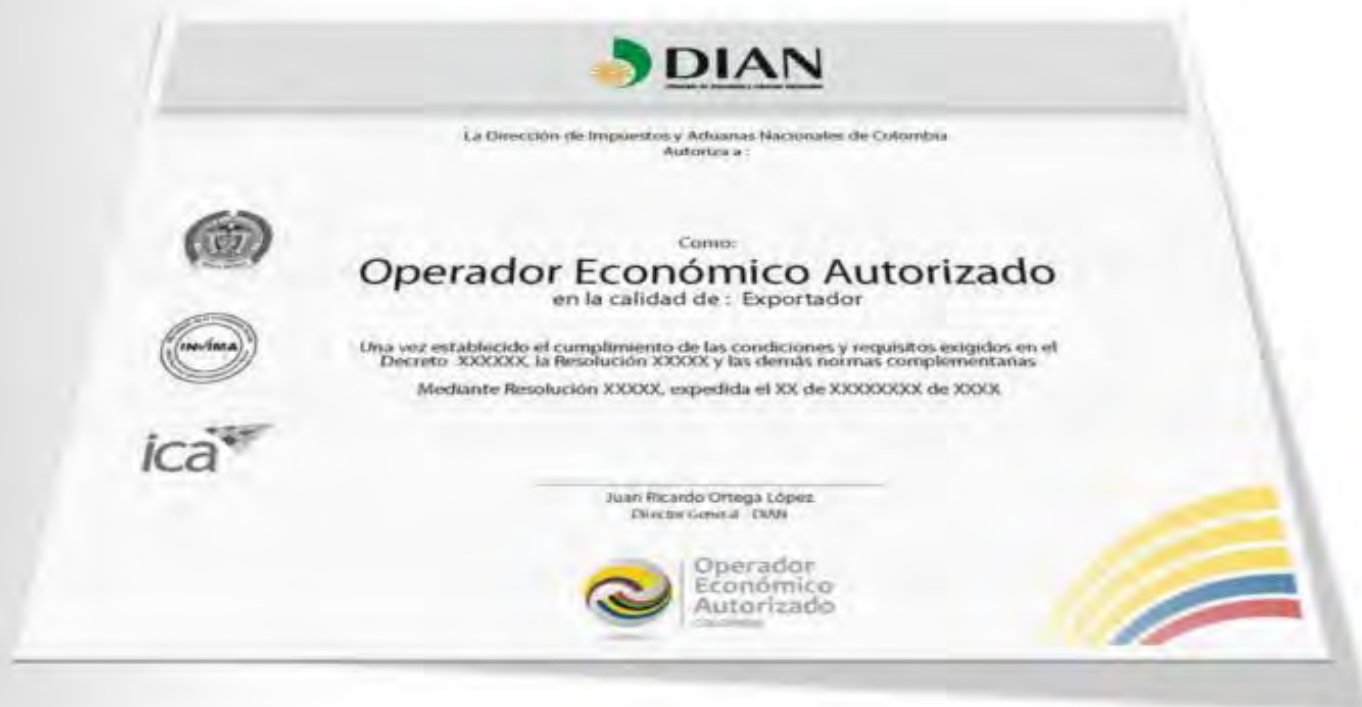 DIAN
La Dirección de Impuestos y Aduanas Nacionales de Colombia
Autoriza a :
Como:
Operador Económico Autorizado
en la calidad de : Exportador
Una vez establecido el cumplimiento de las condiciones y requisitos exigidos en el
Decreto XXXXXX, la Resolución XXXXX y las demás normas complementarias
Mediante Resolución XXXXX, expedida el XX de XXXXXXXX de XXXX
INVIMA
ica
Juan Ricardo Ortega López
Director General - DIAN
Operador
Económico
Autorizado